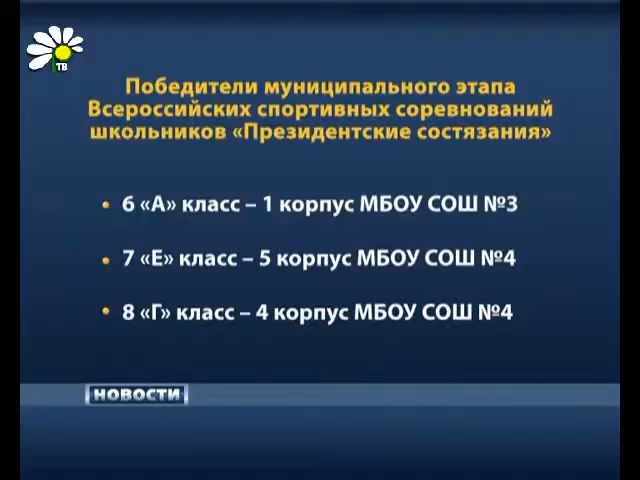 ТВ
Победители муниципального этапа
Всероссийских спортивных соревнований
школьников «Президентские состязания»
• 6 «А» класс – 1 корпус МБОУ СОШ №3
• 7 «Е» класс – 5 корпус МБОУ СОШ №4
• 8 «Г» класс – 4 корпус МБОУ СОШ №4
НОВОСТИ